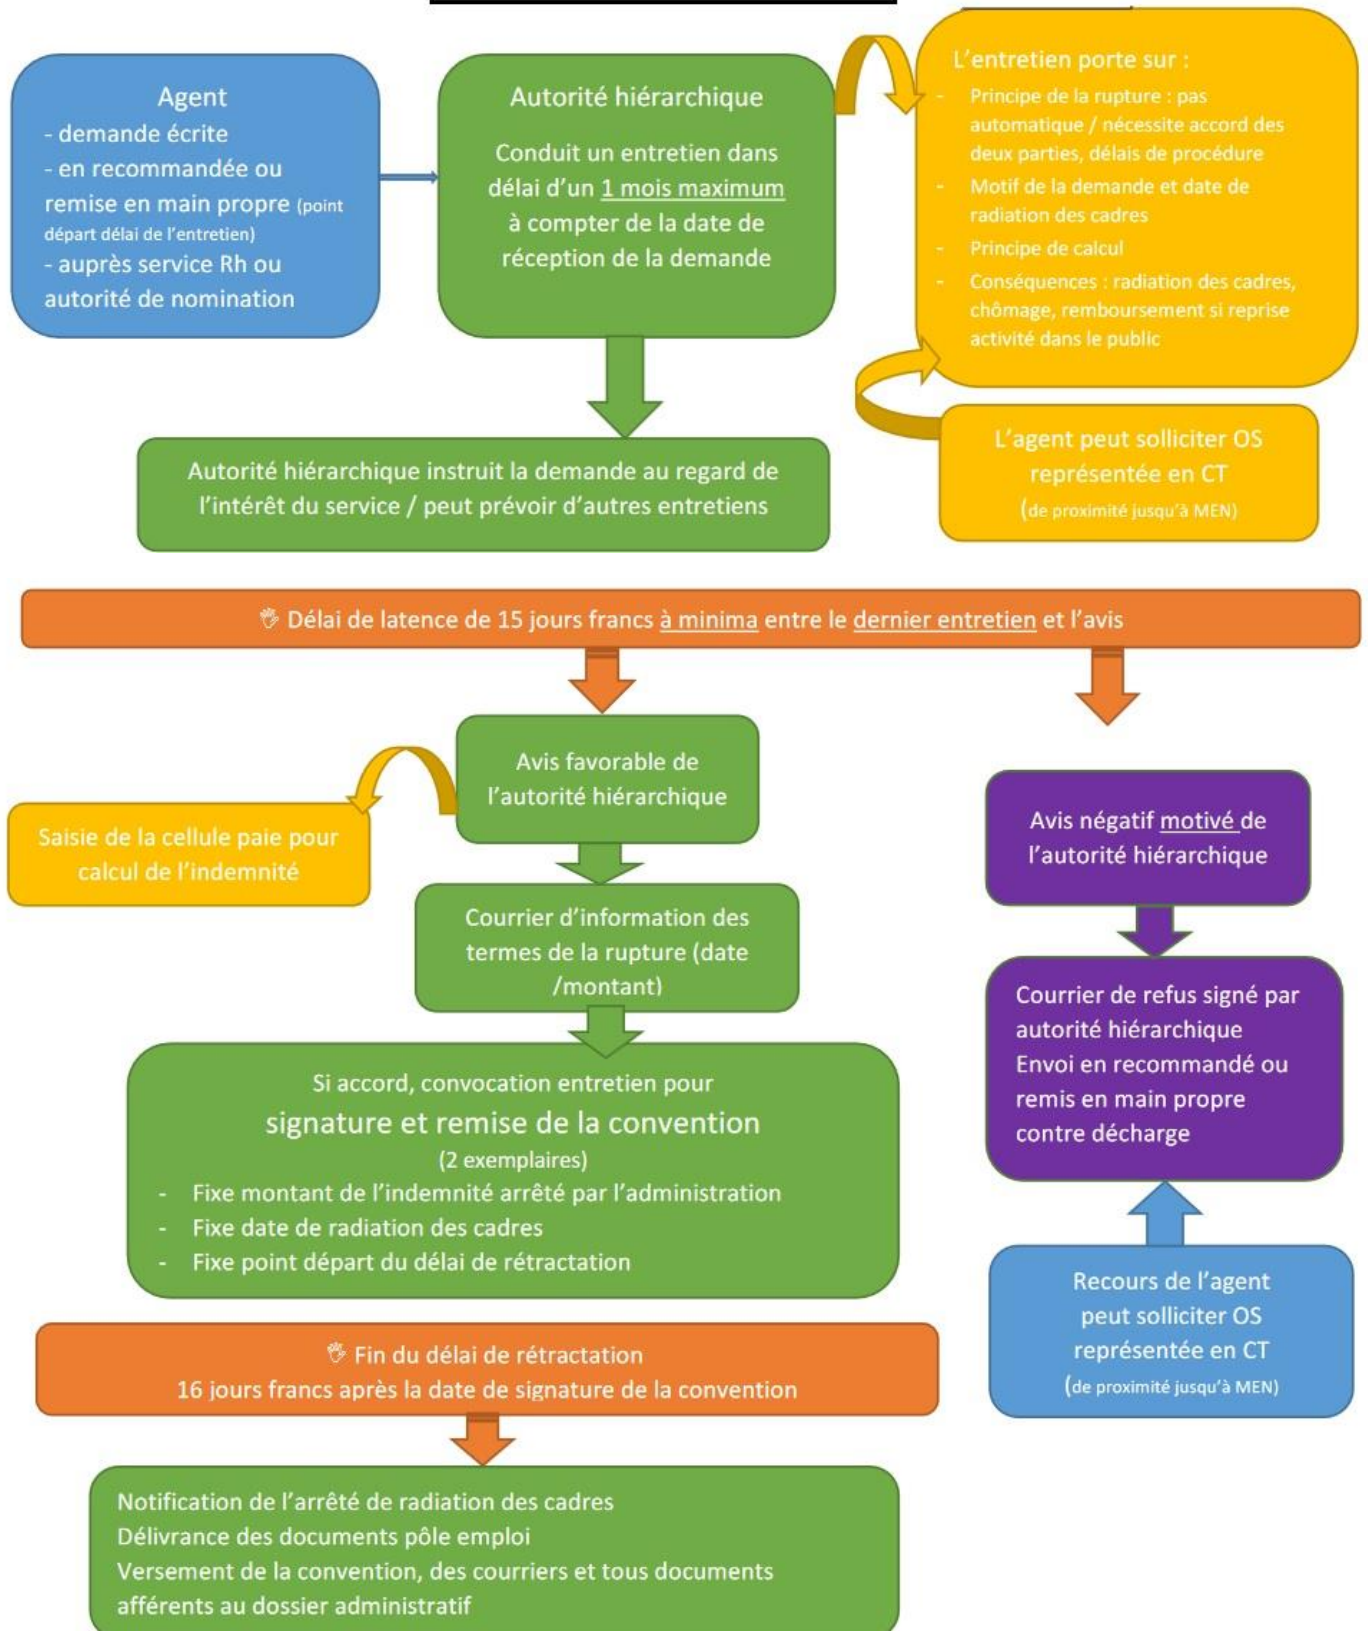 Agent
- demande écrite
- en recommandée ou
remise en main propre (point
départ délai de l'entretien)
- auprès service Rh ou
autorité de nomination
Autorité hiérarchique
Conduit un entretien dans
délai d'un 1 mois maximum
à compter de la date de
réception de la demande
L'entretien porte sur :
- Principe de la rupture : pas
automatique / nécessite accord des
deux parties, délais de procédure
- Motif de la demande et date de
radiation des cadres
- Principe de calcul
- Conséquences : radiation des cadres,
chômage, remboursement si reprise
activité dans le public
L'agent peut solliciter OS
représentée en CT
(de proximité jusqu'à MEN)
Autorité hiérarchique instruit la demande au regard de
l'intérêt du service / peut prévoir d'autres entretiens
Délai de latence de 15 jours francs à minima entre le dernier entretien et l'avis
Avis favorable de
l'autorité hiérarchique
Saisie de la cellule paie pour
calcul de l'indemnité
Courrier d'information des
termes de la rupture (date
/montant)
Si accord, convocation entretien pour
signature et remise de la convention
(2 exemplaires)
- Fixe montant de l'indemnité arrêté par l'administration
- Fixe date de radiation des cadres
- Fixe point départ du délai de rétractation
Avis négatif motivé de
l'autorité hiérarchique
Courrier de refus signé par
autorité hiérarchique
Envoi en recommandé ou
remis en main propre
contre décharge
Recours de l'agent
peut solliciter OS
représentée en CT
(de proximité jusqu'à MEN)
Fin du délai de rétractation
16 jours francs après la date de signature de la convention
Notification de l'arrêté de radiation des cadres
Délivrance des documents pôle emploi
Versement de la convention, des courriers et tous documents
afférents au dossier administratif